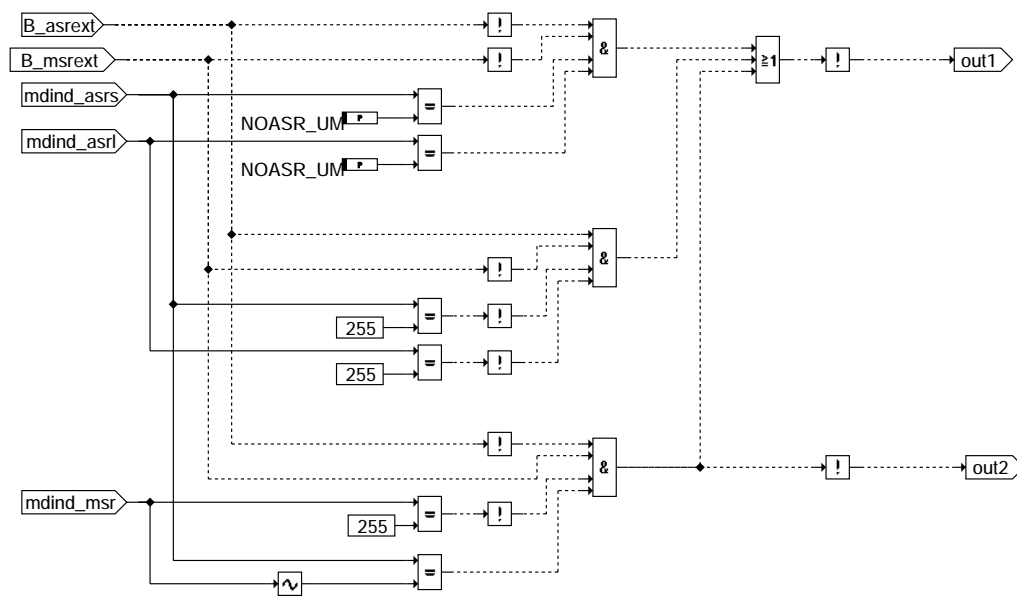 B_asrext
!
&
≧1
!
out1
B_msrext
!
mdind_asrs
=
NOASR_UM
P
mdind_asrl
=
NOASR_UM
P
&
!
=
!
255
=
!
255
!
&
!
out2
mdind_msr
=
!
255
=